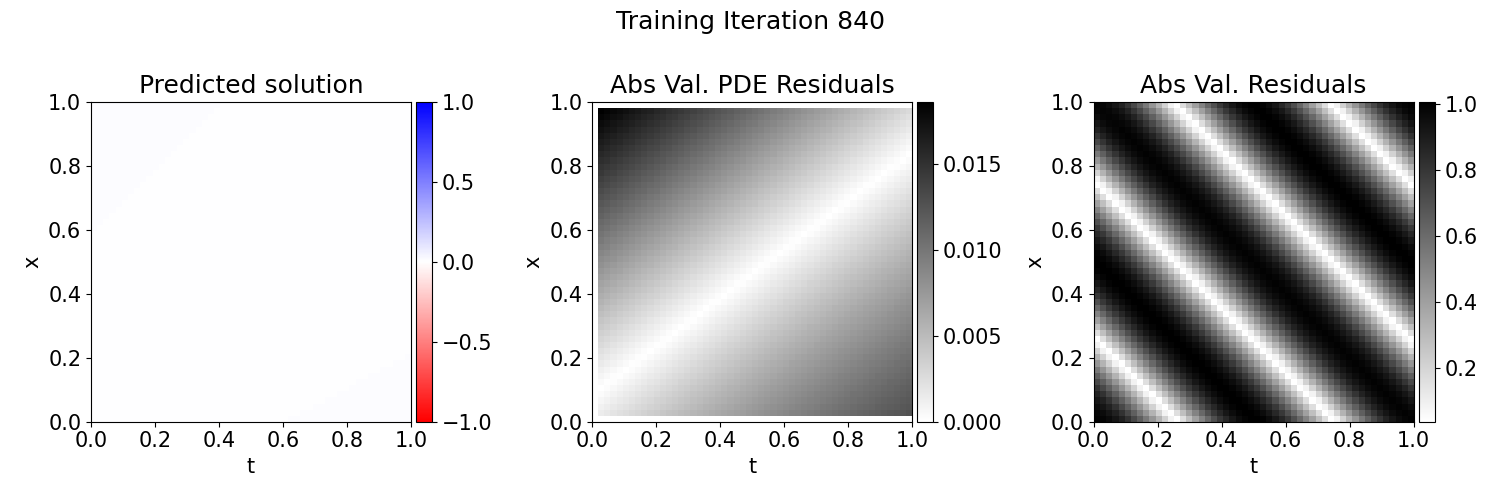 Training Iteration 840
Predicted solution
1.0
0.8
0.6
0.4
0.2
0.0
x
0.0 0.2 0.4 0.6 0.8 1.0
t
1.0
0.5
0.0
−0.5
−1.0
Abs Val. PDE Residuals
1.0
0.8
0.6
0.4
0.2
0.0
x
0.0 0.2 0.4 0.6 0.8 1.0
t
0.015
0.010
0.005
0.000
Abs Val. Residuals
1.0
0.8
0.6
0.4
0.2
0.0
x
0.0 0.2 0.4 0.6 0.8 1.0
t
1.0
0.8
0.6
0.4
0.2